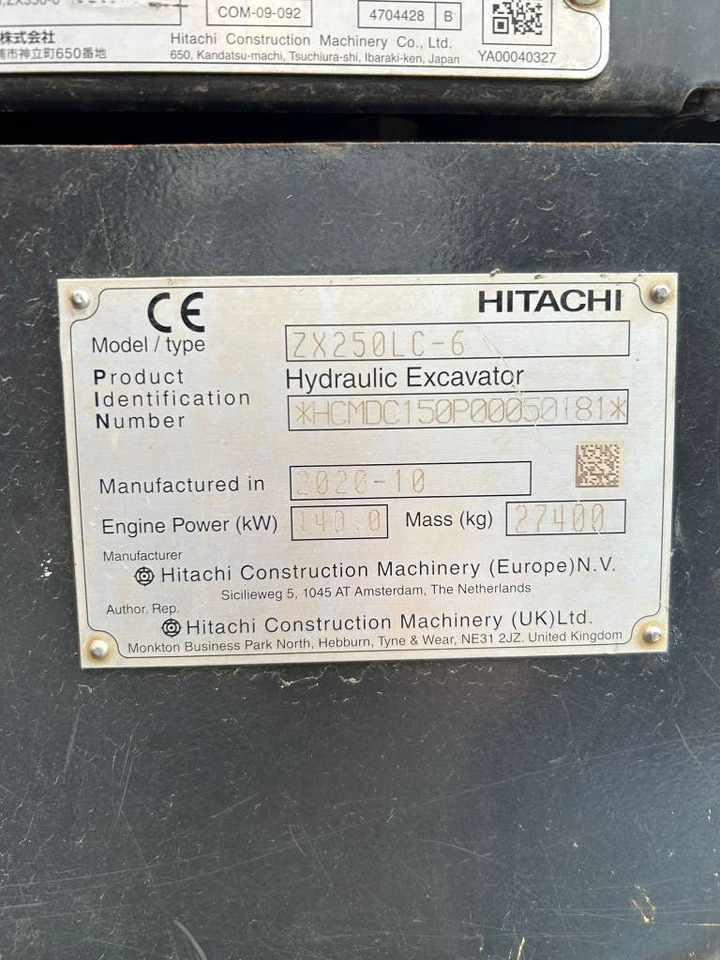 COM-09-092
4704428 B
株式会社
Hitachi Construction Machinery Co., Ltd.
市神立町650番地
650, Kandatsu-machi, Tsuchiura-shi, Ibaraki-ken, Japan
YA00040327
CE HITACHI
Model / type ZX250LC-6
Product Hydraulic Excavator
Identification
Number *HCMDC150P00050181*
Manufactured in 2020-10
Engine Power (kW) 140.0 Mass (kg) 27400
Manufacturer
Hitachi Construction Machinery (Europe)N.V.
Sicilieweg 5, 1045 AT Amsterdam, The Netherlands
Author. Rep.
Hitachi Construction Machinery (UK)Ltd.
Monkton Business Park North, Hebburn, Tyne & Wear, NE31 2JZ. United Kingdom